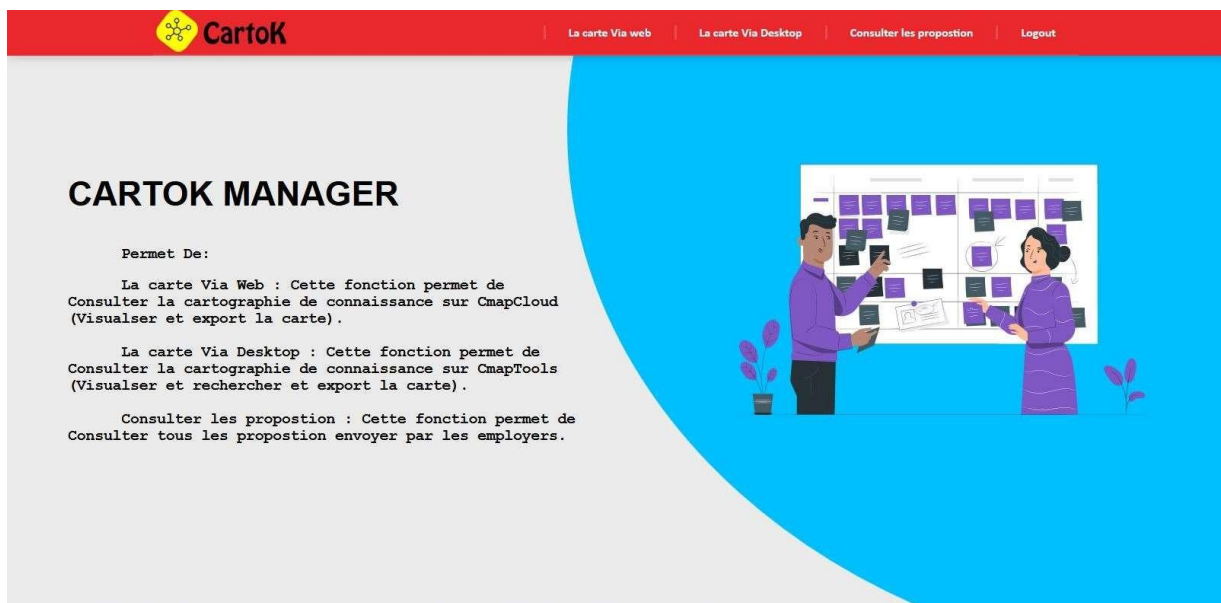 CartoK
La carte Via web
La carte Via Desktop
Consulter les propostion
Logout
CARTOK MANAGER
Permet De:
La carte Via Web : Cette fonction permet de
Consulter la cartographie de connaissance sur CmapCloud
(Visualser et export la carte).
La carte Via Desktop : Cette fonction permet de
Consulter la cartographie de connaissance sur CmapTools
(Visualser et rechercher et export la carte).
Consulter les propostion : Cette fonction permet de
Consulter tous les propostion envoyer par les employers.